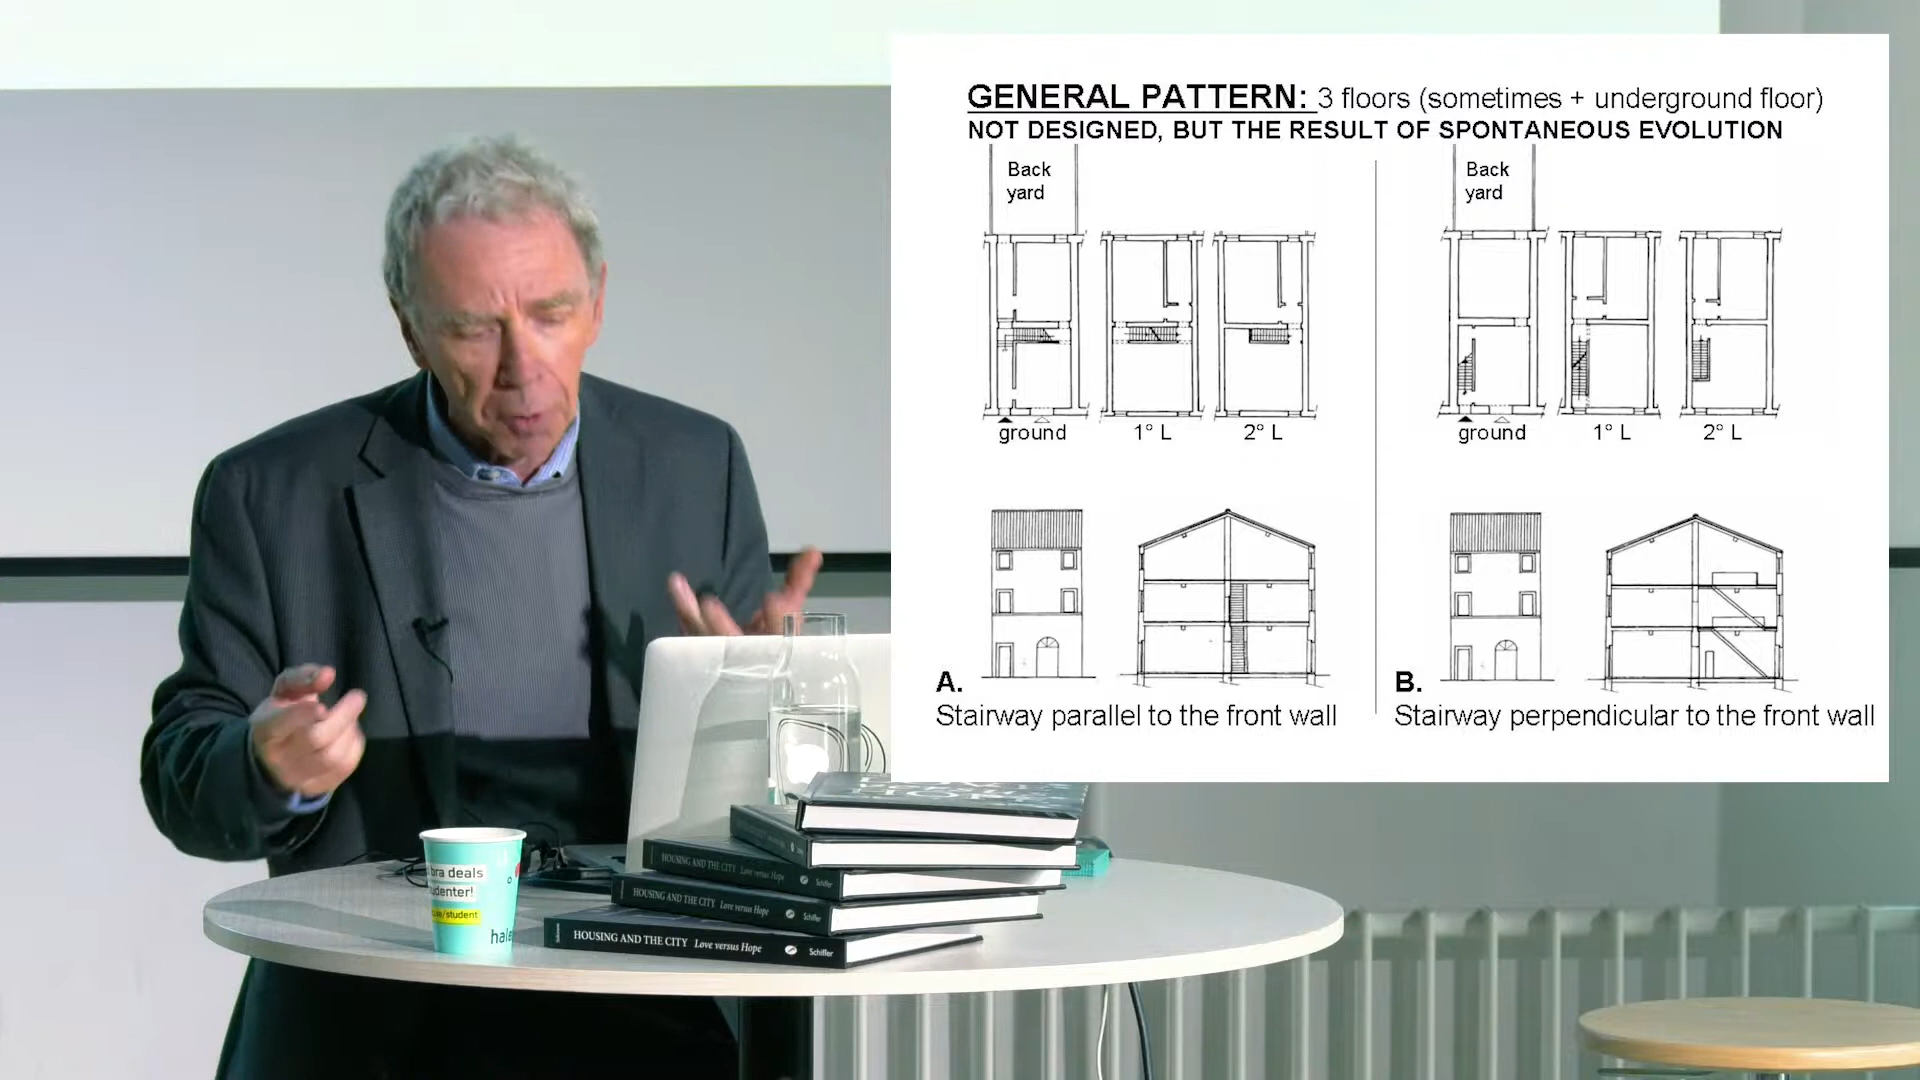 GENERAL PATTERN: 3 floors (sometimes + underground floor)
NOT DESIGNED, BUT THE RESULT OF SPONTANEOUS EVOLUTION
Back
yard
ground
1° L
2° L
A.
Stairway parallel to the front wall
Back
yard
ground
1° L
2° L
B.
Stairway perpendicular to the front wall
bra deals
hale
HOUSING AND THE CITY Love versus Hope Schiffer
HOUSING AND THE CITY Love versus Hope Schiffer
HOUSING AND THE CITY Love versus Hope Schiffer